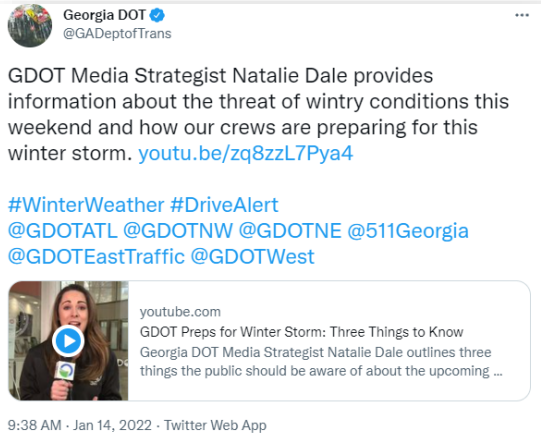 Georgia DOT
@GADeptofTrans
GDOT Media Strategist Natalie Dale provides
information about the threat of wintry conditions this
weekend and how our crews are preparing for this
winter storm. youtu.be/zq8zzL7Pya4
#WinterWeather #DriveAlert
@GDOTATL @GDOTNW @GDOTNE @511Georgia
@GDOTEastTraffic @GDOTWest
youtube.com
GDOT Preps for Winter Storm: Three Things to Know
Georgia DOT Media Strategist Natalie Dale outlines three
things the public should be aware of about the upcoming ...
9:38 AM · Jan 14, 2022 · Twitter Web App